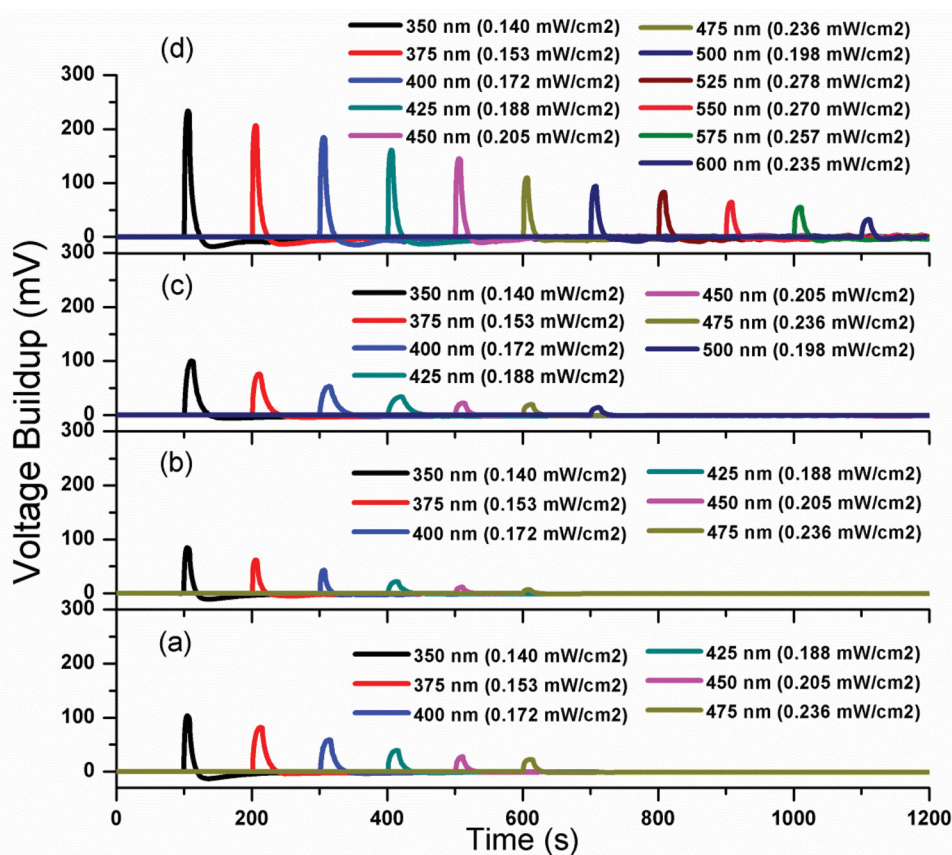 Voltage Buildup (mV)
(d)
350 nm (0.140 mW/cm2)
375 nm (0.153 mW/cm2)
400 nm (0.172 mW/cm2)
425 nm (0.188 mW/cm2)
450 nm (0.205 mW/cm2)
475 nm (0.236 mW/cm2)
500 nm (0.198 mW/cm2)
525 nm (0.278 mW/cm2)
550 nm (0.270 mW/cm2)
575 nm (0.257 mW/cm2)
600 nm (0.235 mW/cm2)
300
200
100
0
(c)
350 nm (0.140 mW/cm2)
375 nm (0.153 mW/cm2)
400 nm (0.172 mW/cm2)
425 nm (0.188 mW/cm2)
450 nm (0.205 mW/cm2)
475 nm (0.236 mW/cm2)
500 nm (0.198 mW/cm2)
300
200
100
0
(b)
350 nm (0.140 mW/cm2)
375 nm (0.153 mW/cm2)
400 nm (0.172 mW/cm2)
425 nm (0.188 mW/cm2)
450 nm (0.205 mW/cm2)
475 nm (0.236 mW/cm2)
300
200
100
0
(a)
350 nm (0.140 mW/cm2)
375 nm (0.153 mW/cm2)
400 nm (0.172 mW/cm2)
425 nm (0.188 mW/cm2)
450 nm (0.205 mW/cm2)
475 nm (0.236 mW/cm2)
300
200
100
0
0 200 400 600 800 1000 1200
Time (s)